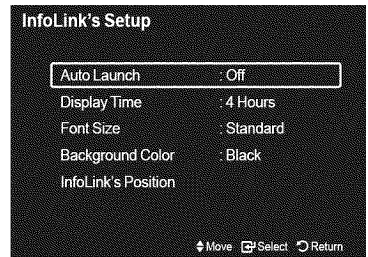 InfoLink's Setup
Auto Launch : Off
Display Time : 4 Hours
Font Size : Standard
Background Color : Black
InfoLink's Position
Move Select Return